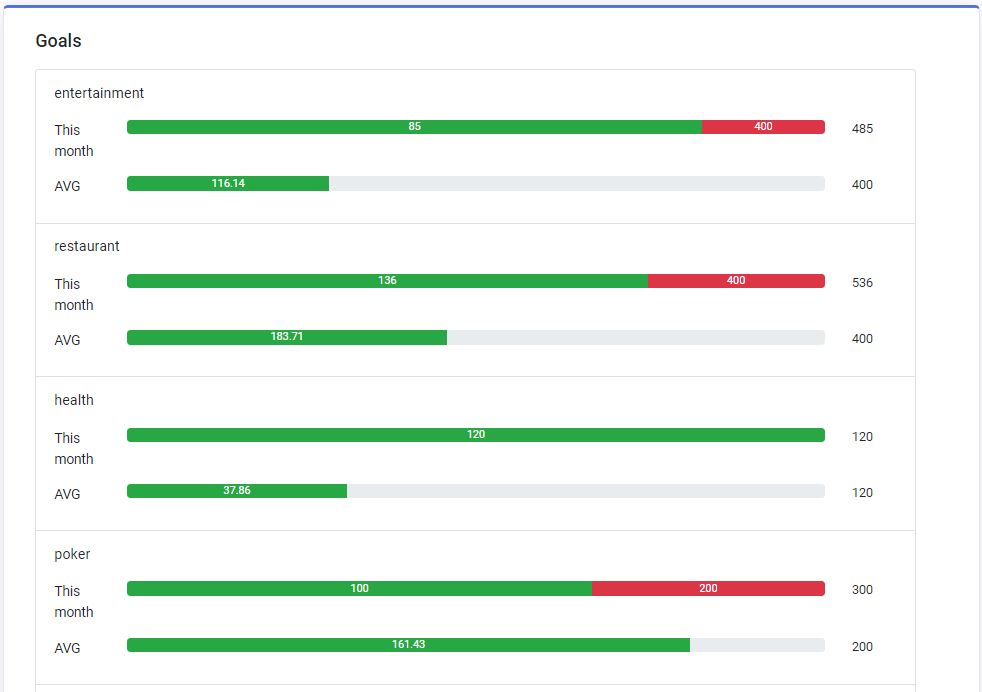 Goals
entertainment
This month 85 400 485
AVG 116.14 400
restaurant
This month 136 400 536
AVG 183.71 400
health
This month 120 120
AVG 37.86 120
poker
This month 100 200 300
AVG 161.43 200